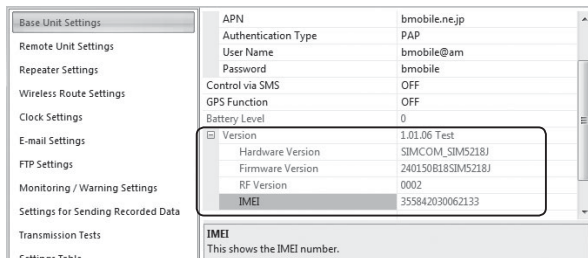 Base Unit Settings
Remote Unit Settings
Repeater Settings
Wireless Route Settings
Clock Settings
E-mail Settings
FTP Settings
Monitoring / Warning Settings
Settings for Sending Recorded Data
Transmission Tests
Settings Table
APN bmobile.ne.jp
Authentication Type PAP
User Name bmobile@am
Password bmobile
Control via SMS OFF
GPS Function OFF
Battery Level 0
Version 1.01.06 Test
Hardware Version SIMCOM_SIM5218J
Firmware Version 240150B18SIM5218J
RF Version 0002
IMEI 355842030062133
IMEI
This shows the IMEI number.